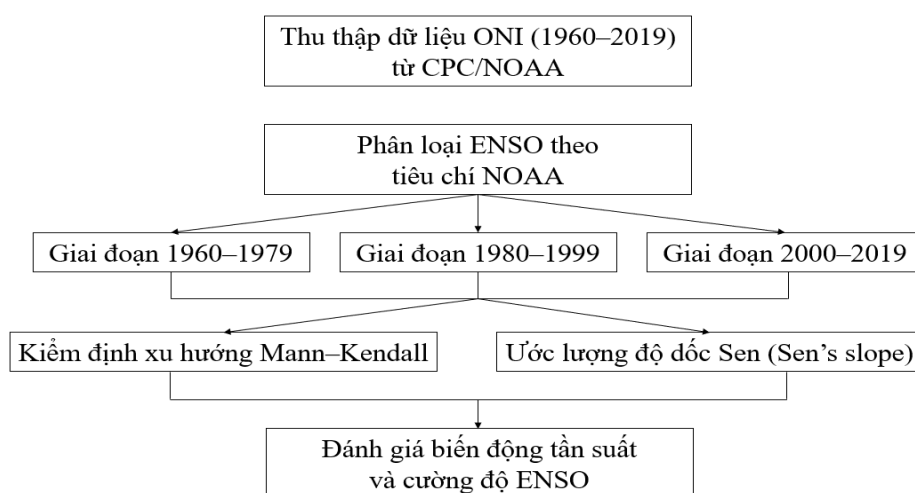 Thu thập dữ liệu ONI (1960–2019)
từ CPC/NOAA
Phân loại ENSO theo
tiêu chí NOAA
Giai đoạn 1960–1979
Giai đoạn 1980–1999
Giai đoạn 2000–2019
Kiểm định xu hướng Mann–Kendall
Ước lượng độ dốc Sen (Sen’s slope)
Đánh giá biến động tần suất
và cường độ ENSO